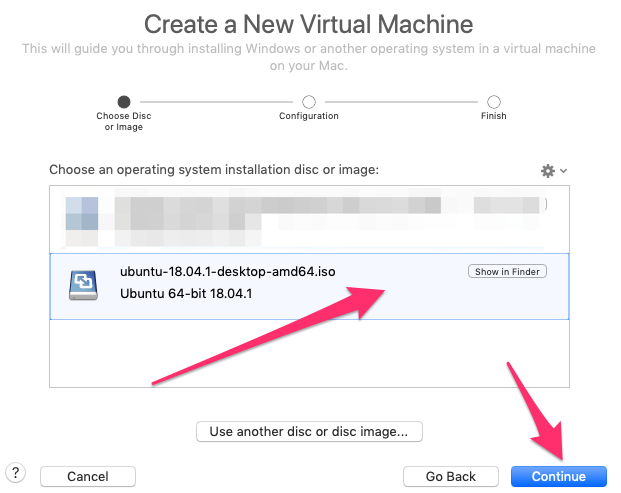 Create a New Virtual Machine
This will guide you through installing Windows or another operating system in a virtual machine
on your Mac.
Choose Disc
or Image
Configuration
Finish
Choose an operating system installation disc or image:
ubuntu-18.04.1-desktop-amd64.iso
Show in Finder
Ubuntu 64-bit 18.04.1
Use another disc or disc image...
?
Cancel
Go Back
Continue